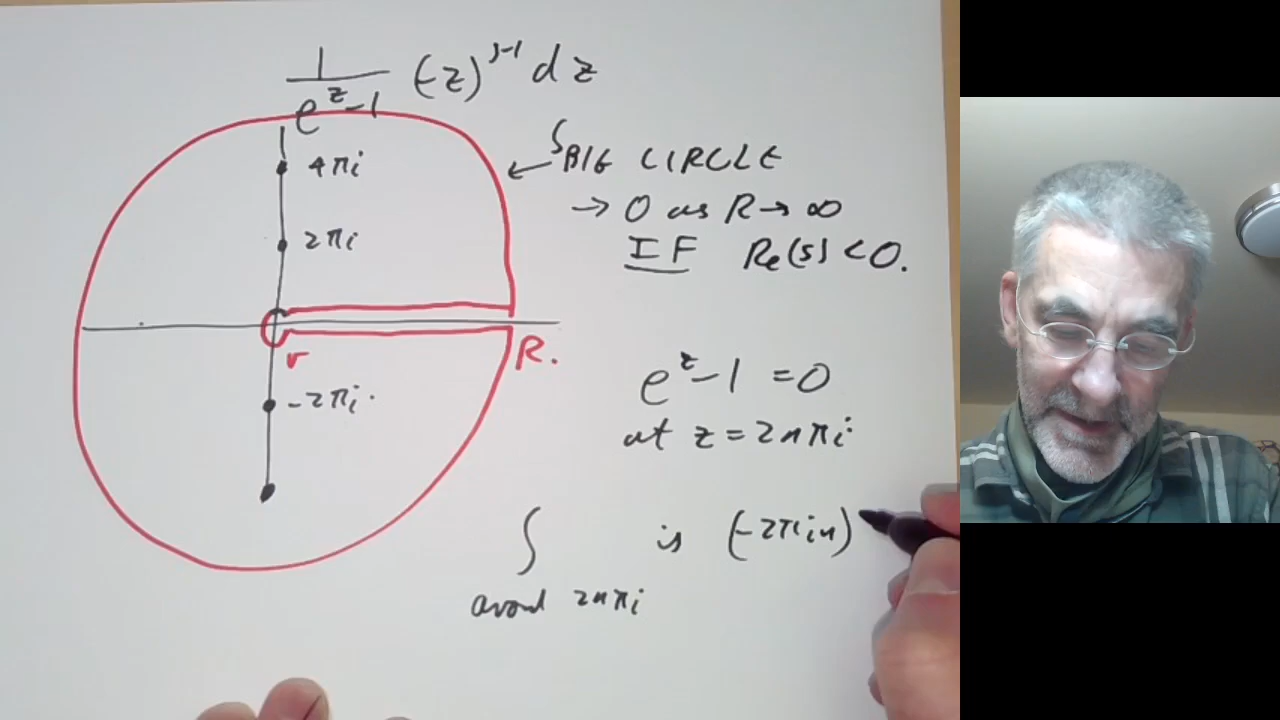 1/(e^z-1) (-z)^{s-1} dz
4πi
2πi
r
R.
-2πi.
∫ BIG CIRCLE
→ 0 as R→∞
IF Re(s) < 0.
e^z-1 = 0
at z = 2nπi
∫ is (-2πin)
around 2nπi